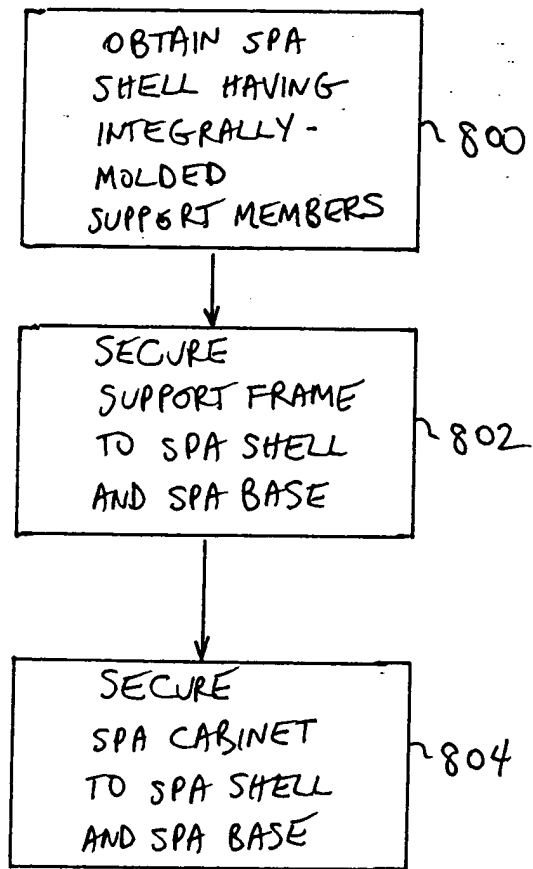 OBTAIN SPA
SHELL HAVING
INTEGRALLY-
MOLDED
SUPPORT MEMBERS
800
SECURE
SUPPORT FRAME
TO SPA SHELL
AND SPA BASE
802
SECURE
SPA CABINET
TO SPA SHELL
AND SPA BASE
804